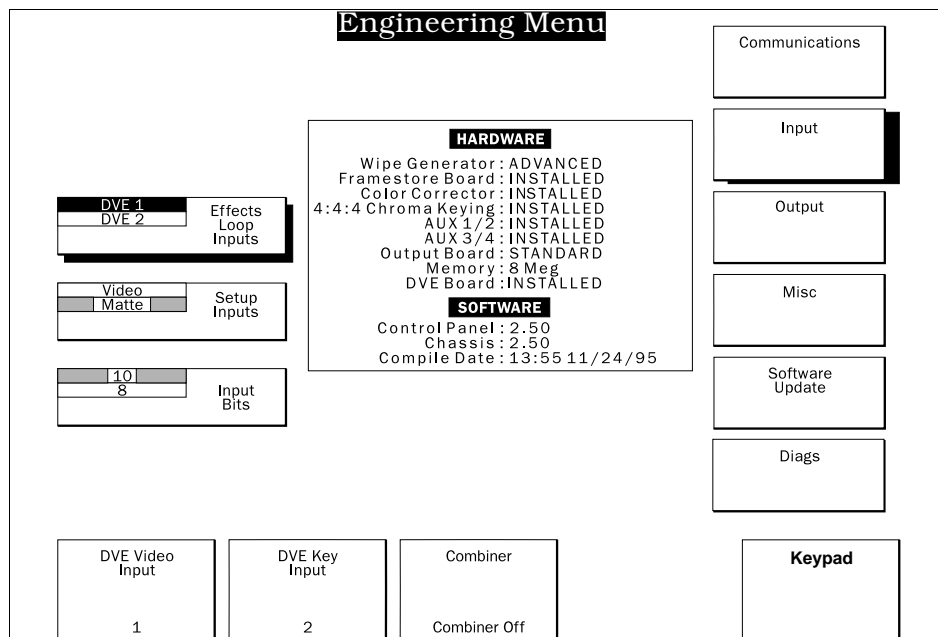 Engineering Menu
Communications
Input
Output
Misc
Software
Update
Diags
HARDWARE
Wipe Generator : ADVANCED
Framestore Board : INSTALLED
Color Corrector : INSTALLED
4:4:4 Chroma Keying : INSTALLED
AUX 1/2 : INSTALLED
AUX 3/4 : INSTALLED
Output Board : STANDARD
Memory : 8 Meg
DVE Board : INSTALLED
SOFTWARE
Control Panel : 2.50
Chassis : 2.50
Compile Date : 13:55 11/24/95
DVE 1
DVE 2
Effects
Loop
Inputs
Video
Matte
Setup
Inputs
10
8
Input
Bits
DVE Video
Input
1
DVE Key
Input
2
Combiner
Combiner Off
Keypad